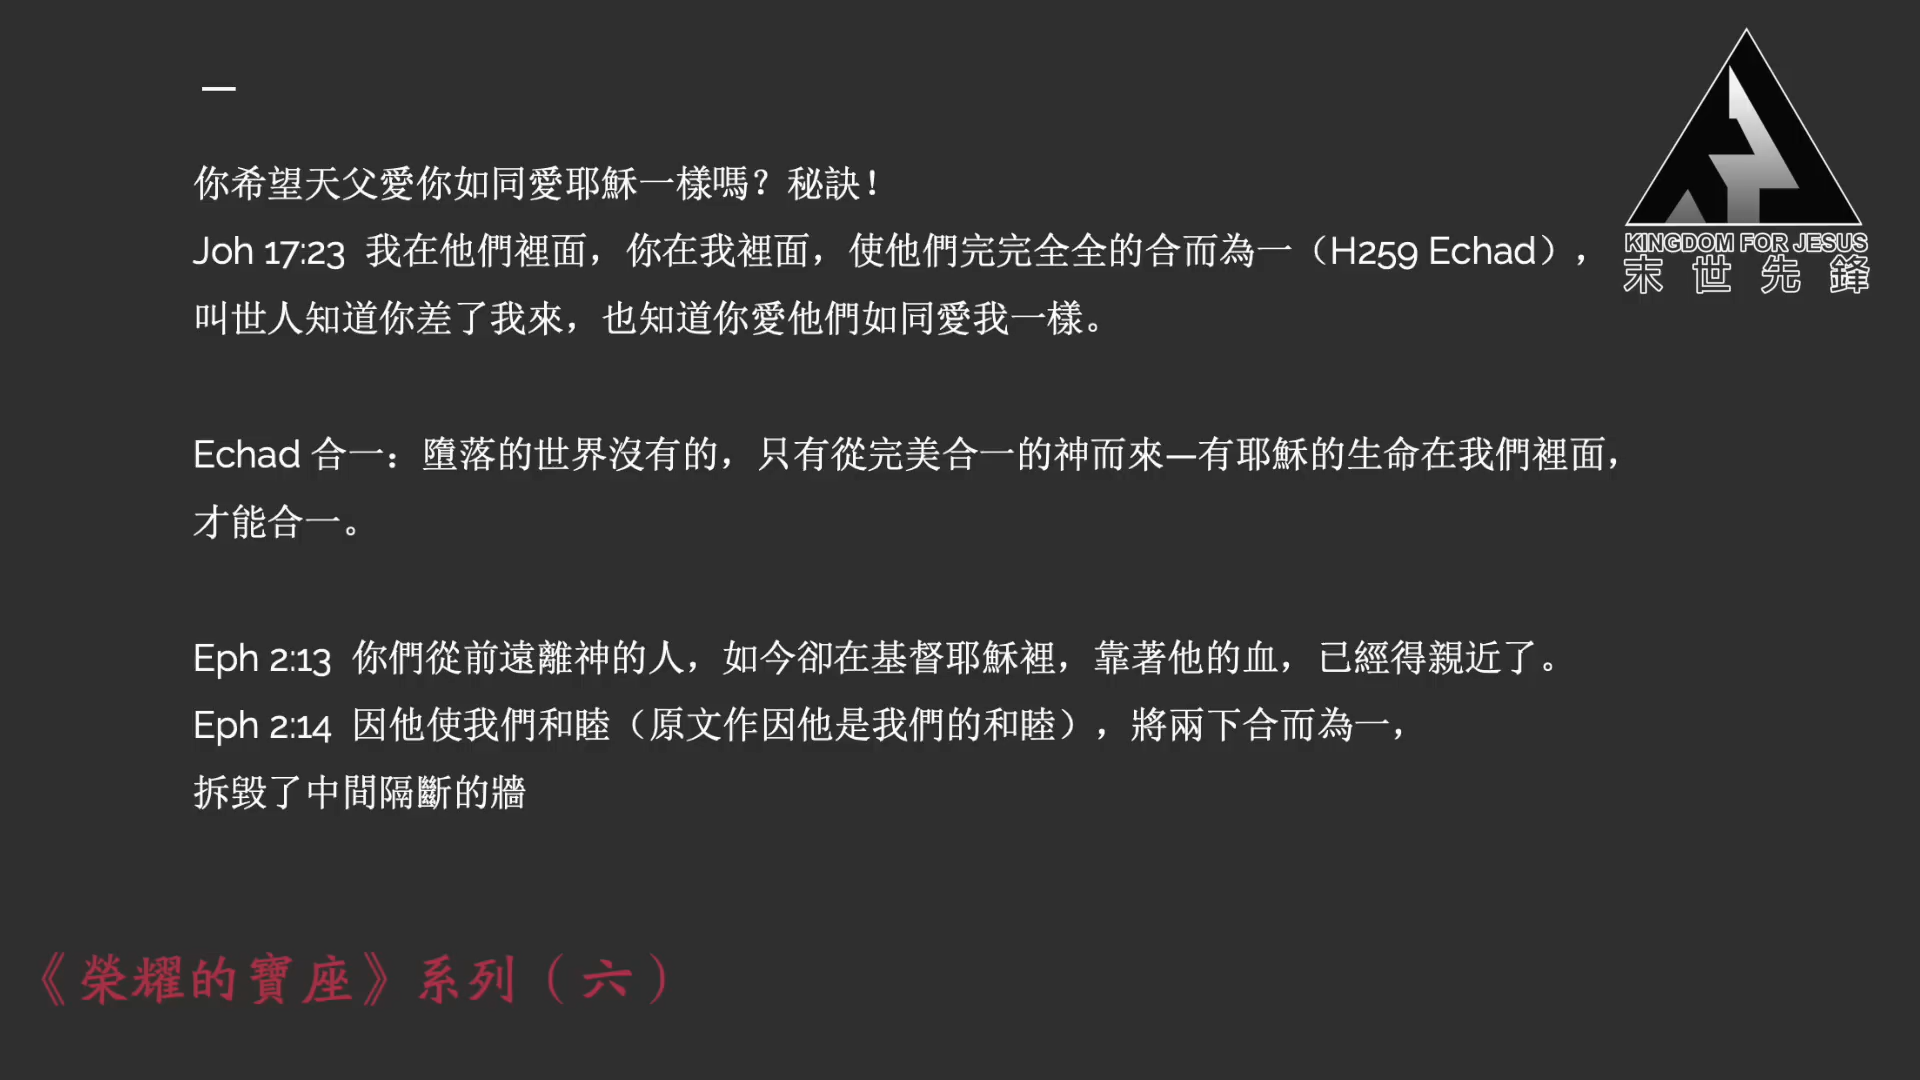 —
你希望天父愛你如同愛耶穌一樣嗎？秘訣！
Joh 17:23 我在他們裡面，你在我裡面，使他們完完全全的合而為一（H259 Echad），
叫世人知道你差了我來，也知道你愛他們如同愛我一樣。
Echad 合一：墮落的世界沒有的，只有從完美合一的神而來—有耶穌的生命在我們裡面，
才能合一。
Eph 2:13 你們從前遠離神的人，如今卻在基督耶穌裡，靠著他的血，已經得親近了。
Eph 2:14 因他使我們和睦（原文作因他是我們的和睦），將兩下合而為一，
拆毀了中間隔斷的牆
KINGDOM FOR JESUS
末世先鋒
《榮耀的寶座》系列（六）